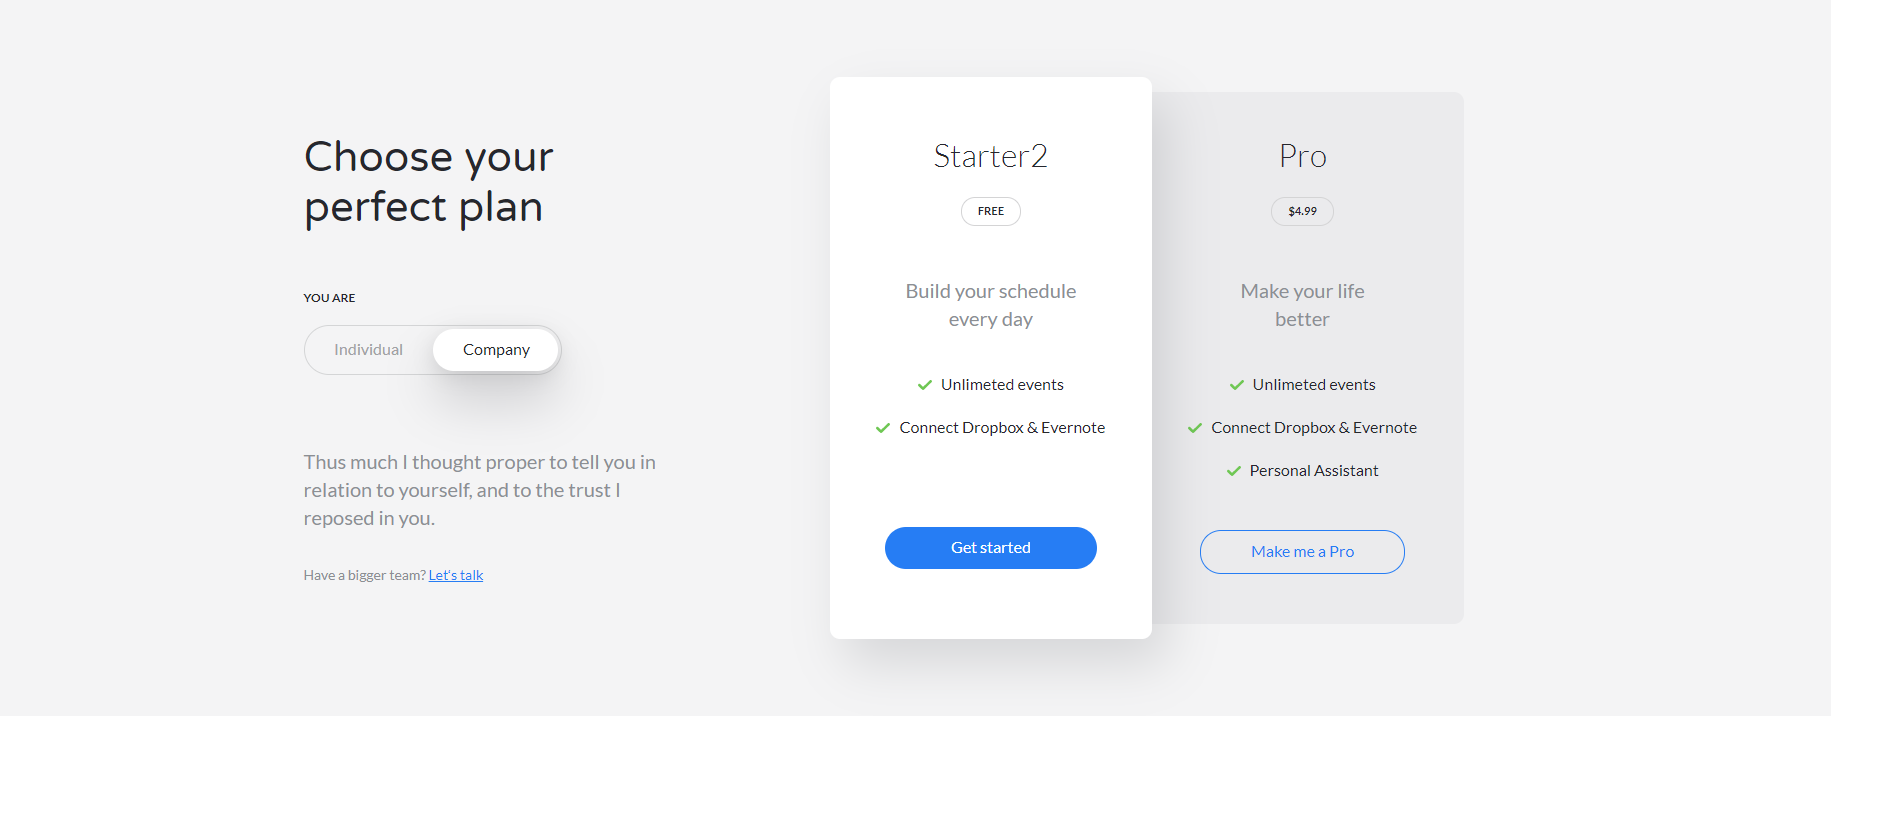 Choose your
perfect plan
YOU ARE
Individual
Company
Thus much I thought proper to tell you in
relation to yourself, and to the trust I
reposed in you.
Have a bigger team? Let's talk
Starter2
FREE
Build your schedule
every day
Unlimeted events
Connect Dropbox & Evernote
Get started
Pro
$4.99
Make your life
better
Unlimeted events
Connect Dropbox & Evernote
Personal Assistant
Make me a Pro